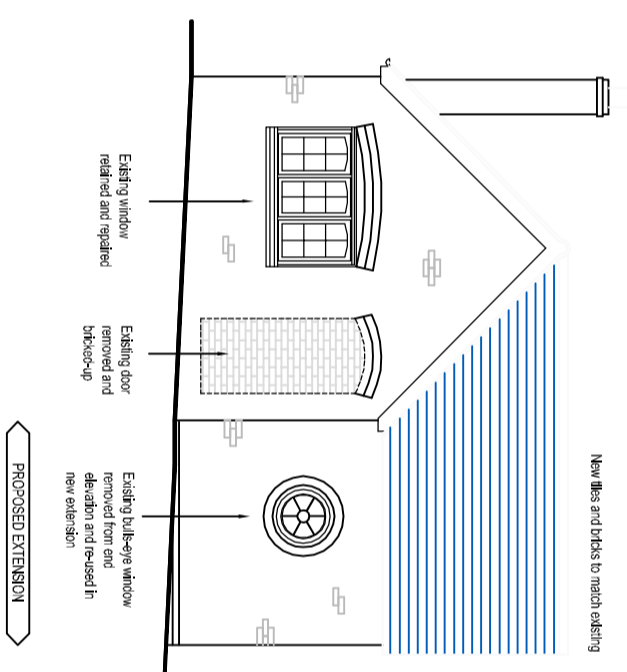 New tiles and bricks to match existing
Existing window
retained and repaired
Existing door
removed and
bricked-up
Existing bulls-eye window
removed from end
elevation and re-used in
new extension
PROPOSED EXTENSION